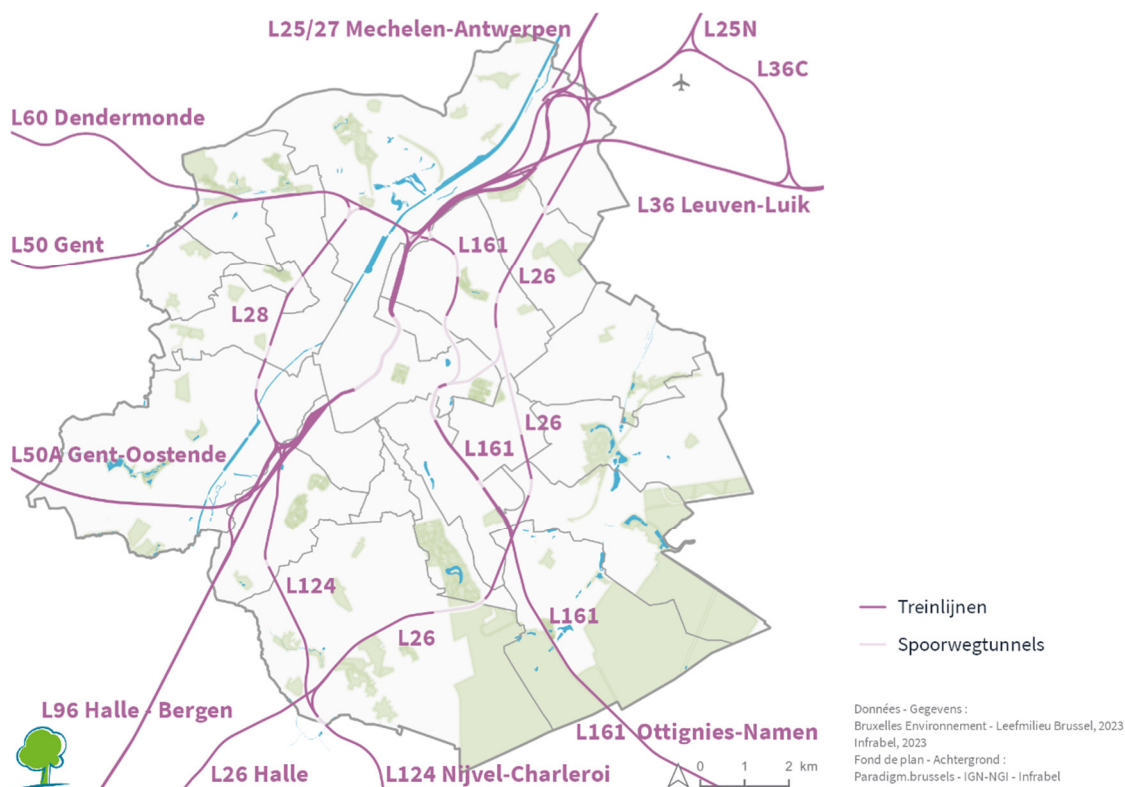 L25/27 Mechelen-Antwerpen
L25N
L36C
L60 Dendermonde
L36 Leuven-Luik
L50 Gent
L161
L26
L28
L26
L161
L50A Gent-Oostende
L124
L161
L26
L96 Halle - Bergen
L161 Ottignies-Namen
L26 Halle
L124 Nijvel-Charleroi
0 1 2 km
Treinlijnen
Spoorwegtunnels
Données - Gegevens :
Bruxelles Environnement - Leefmilieu Brussel, 2023
Infrabel, 2023
Fond de plan - Achtergrond :
Paradigm.brussels - IGN-NGI - Infrabel